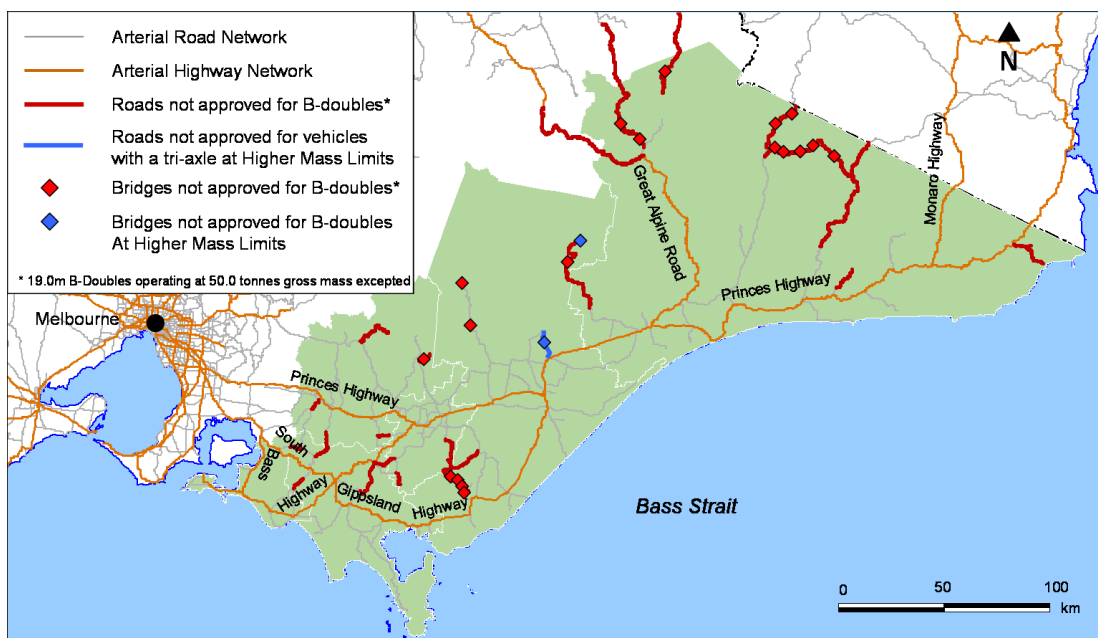 Arterial Road Network
Arterial Highway Network
Roads not approved for B-doubles*
Roads not approved for vehicles
with a tri-axle at Higher Mass Limits
Bridges not approved for B-doubles*
Bridges not approved for B-doubles
At Higher Mass Limits
* 19.0m B-Doubles operating at 50.0 tonnes gross mass excepted
N
Monaro Highway
Great Alpine Road
Princes Highway
Melbourne
Princes Highway
South
Gippsland
Highway
Bass
Highway
Bass Strait
0 50 100
km